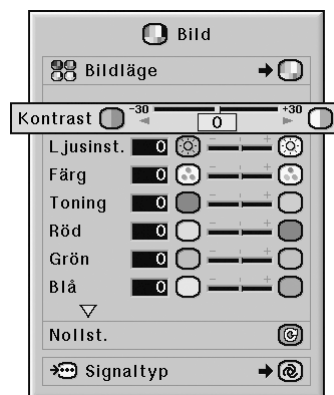 Bild
Bildläge
Kontrast -30 0 +30
Ljusinst. 0 - +
Färg 0 - +
Toning 0
Röd 0 - +
Grön 0 - +
Blå 0 - +
Nollst.
Signaltyp